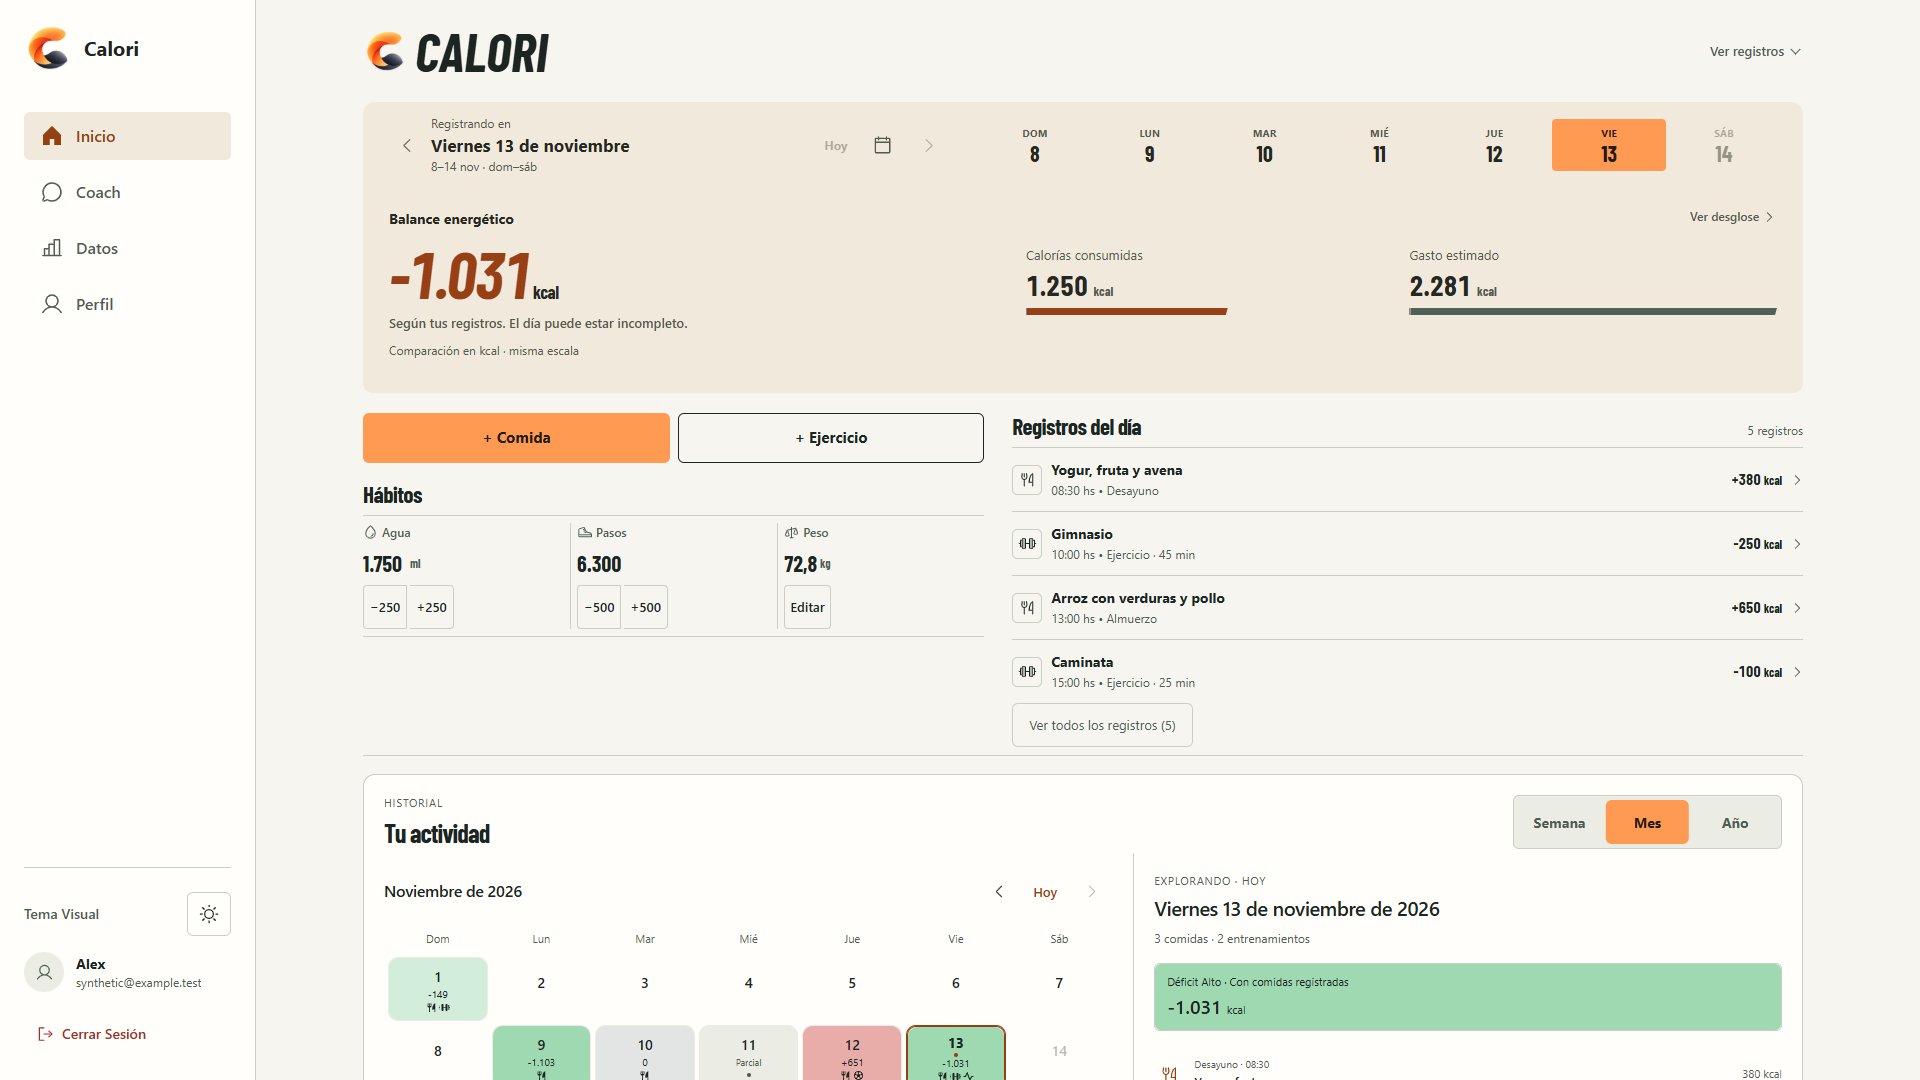 Calori
Inicio
Coach
Datos
Perfil
Tema Visual
Alex
synthetic@example.test
Cerrar Sesión
CALORI
Ver registros
Registrando en
Viernes 13 de noviembre
8–14 nov · dom–sáb
Hoy
DOM
8
LUN
9
MAR
10
MIÉ
11
JUE
12
VIE
13
SÁB
14
Balance energético
Ver desglose
-1.031 kcal
Según tus registros. El día puede estar incompleto.
Comparación en kcal · misma escala
Calorías consumidas
1.250 kcal
Gasto estimado
2.281 kcal
+ Comida
+ Ejercicio
Hábitos
Agua
1.750 ml
−250 +250
Pasos
6.300
−500 +500
Peso
72,8 kg
Editar
Registros del día
5 registros
Yogur, fruta y avena
08:30 hs • Desayuno
+380 kcal
Gimnasio
10:00 hs • Ejercicio · 45 min
-250 kcal
Arroz con verduras y pollo
13:00 hs • Almuerzo
+650 kcal
Caminata
15:00 hs • Ejercicio · 25 min
-100 kcal
Ver todos los registros (5)
HISTORIAL
Tu actividad
Semana Mes Año
Noviembre de 2026
Hoy
Dom Lun Mar Mié Jue Vie Sáb
1 2 3 4 5 6 7
-149
8 9 10 11 12 13 14
-1.103 0 Parcial +651 -1.031
EXPLORANDO · HOY
Viernes 13 de noviembre de 2026
3 comidas · 2 entrenamientos
Déficit Alto · Con comidas registradas
-1.031 kcal
Desayuno · 08:30
380 kcal